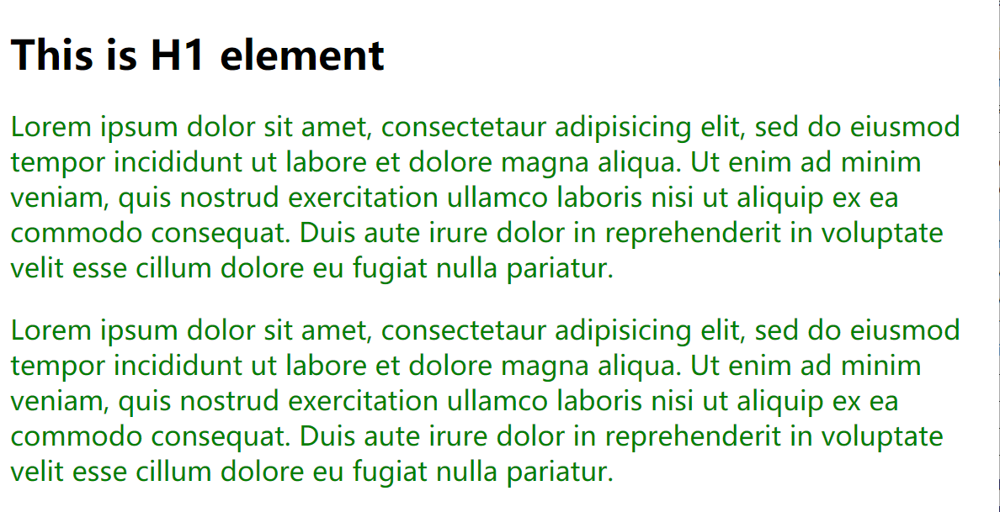 This is H1 element
Lorem ipsum dolor sit amet, consectetaur adipisicing elit, sed do eiusmod
tempor incididunt ut labore et dolore magna aliqua. Ut enim ad minim
veniam, quis nostrud exercitation ullamco laboris nisi ut aliquip ex ea
commodo consequat. Duis aute irure dolor in reprehenderit in voluptate
velit esse cillum dolore eu fugiat nulla pariatur.
Lorem ipsum dolor sit amet, consectetaur adipisicing elit, sed do eiusmod
tempor incididunt ut labore et dolore magna aliqua. Ut enim ad minim
veniam, quis nostrud exercitation ullamco laboris nisi ut aliquip ex ea
commodo consequat. Duis aute irure dolor in reprehenderit in voluptate
velit esse cillum dolore eu fugiat nulla pariatur.